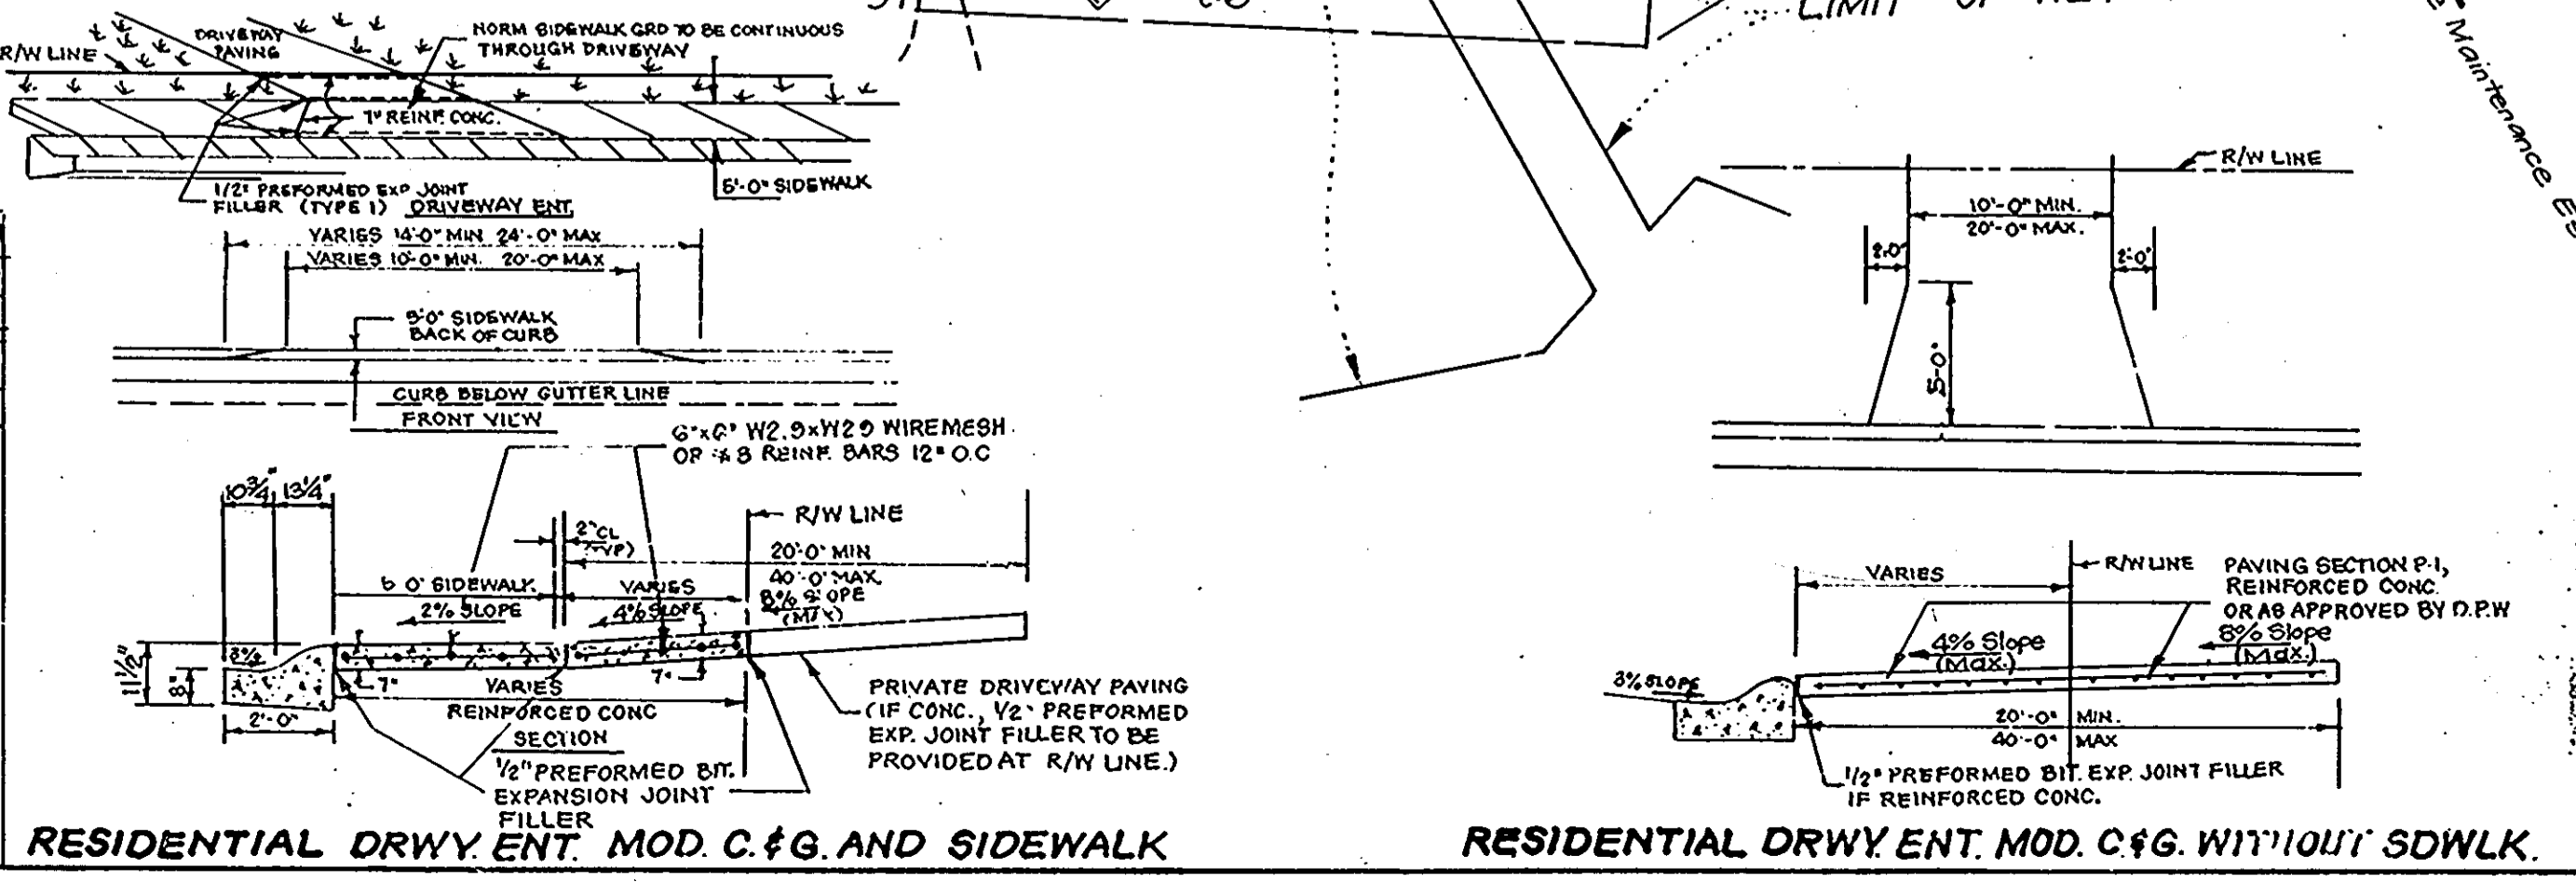 LIMIT OF
Maintenance
R/W LINE
DRIVEWAY
PAVING
NORM SIDEWALK GRD TO BE CONTINUOUS
THROUGH DRIVEWAY
7" REINF. CONC.
1/2" PREFORMED EXP JOINT
FILLER (TYPE 1)
DRIVEWAY ENT.
5'-0" SIDEWALK
VARIES 14'-0" MIN 24'-0" MAX
VARIES 10'-0" MIN. 20'-0" MAX
5'0" SIDEWALK
BACK OF CURB
CURB BELOW GUTTER LINE
FRONT VIEW
6"x6" W2.9xW29 WIREMESH
OR #3 REINF. BARS 12" O.C
10 3/4" 13 1/4"
2" CL
(TYP)
R/W LINE
20'-0" MIN
40'-0" MAX.
5 0" SIDEWALK
VARIES
8% SLOPE
(MAX)
2% SLOPE
4% SLOPE
11 1/2"
8"
3%
7"
7"
2'-0"
VARIES
REINFORCED CONC
SECTION
1/2" PREFORMED BIT.
EXPANSION JOINT
FILLER
PRIVATE DRIVEWAY PAVING
(IF CONC., 1/2" PREFORMED
EXP. JOINT FILLER TO BE
PROVIDED AT R/W LINE.)
RESIDENTIAL DRWY. ENT. MOD. C.&G. AND SIDEWALK
R/W LINE
10'-0" MIN.
20'-0" MAX.
2'-0"
2'-0"
5'-0"
VARIES
R/W LINE
PAVING SECTION P-1,
REINFORCED CONC.
OR AS APPROVED BY D.P.W
4% Slope
(Max.)
8% Slope
(Max.)
3% SLOPE
20'-0" MIN.
40'-0" MAX
1/2" PREFORMED BIT. EXP. JOINT FILLER
IF REINFORCED CONC.
RESIDENTIAL DRWY. ENT. MOD. C.&G. WITHOUT SDWLK.